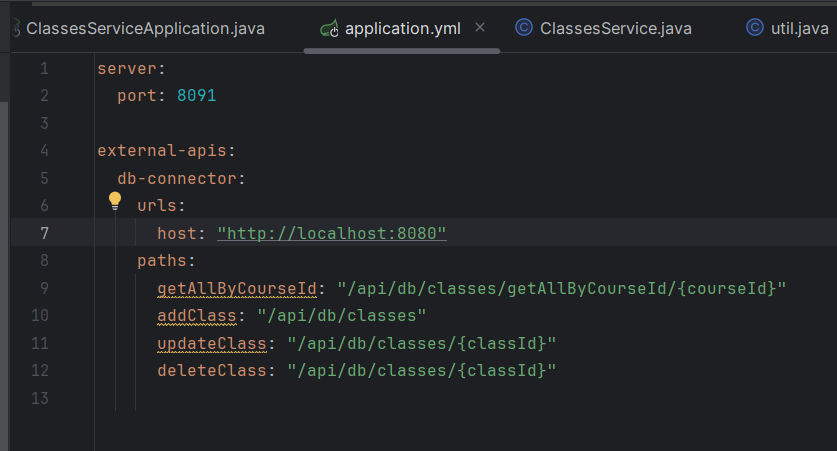 ClassesServiceApplication.java application.yml ClassesService.java util.java
1 server:
2 port: 8091
3
4 external-apis:
5 db-connector:
6 urls:
7 host: "http://localhost:8080"
8 paths:
9 getAllByCourseId: "/api/db/classes/getAllByCourseId/{courseId}"
10 addClass: "/api/db/classes"
11 updateClass: "/api/db/classes/{classId}"
12 deleteClass: "/api/db/classes/{classId}"
13